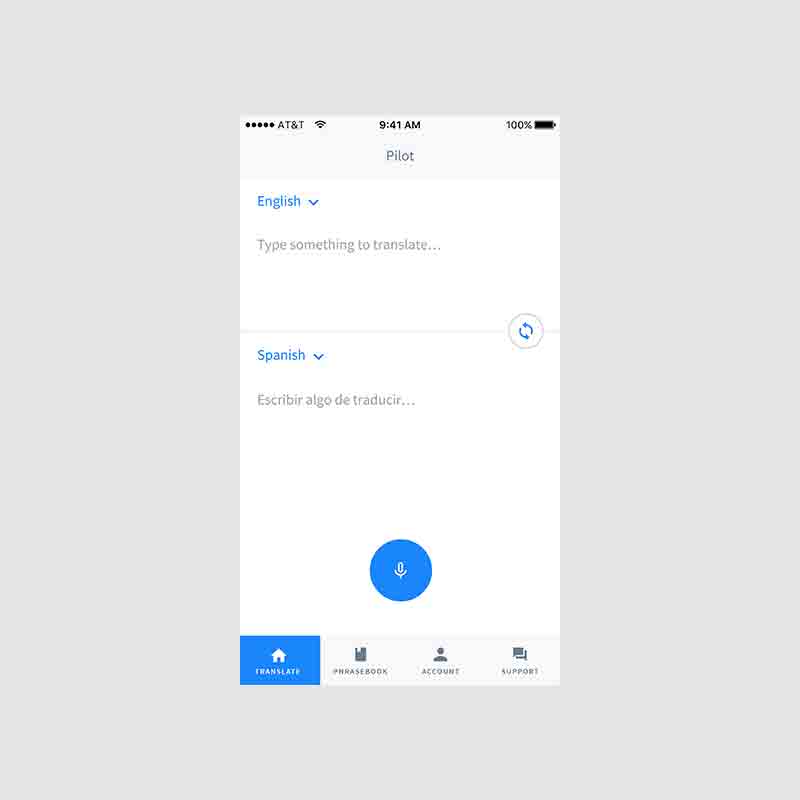 AT&T 9:41 AM 100%
Pilot
English
Type something to translate...
Spanish
Escribir algo de traducir...
TRANSLATE PHRASEBOOK ACCOUNT SUPPORT